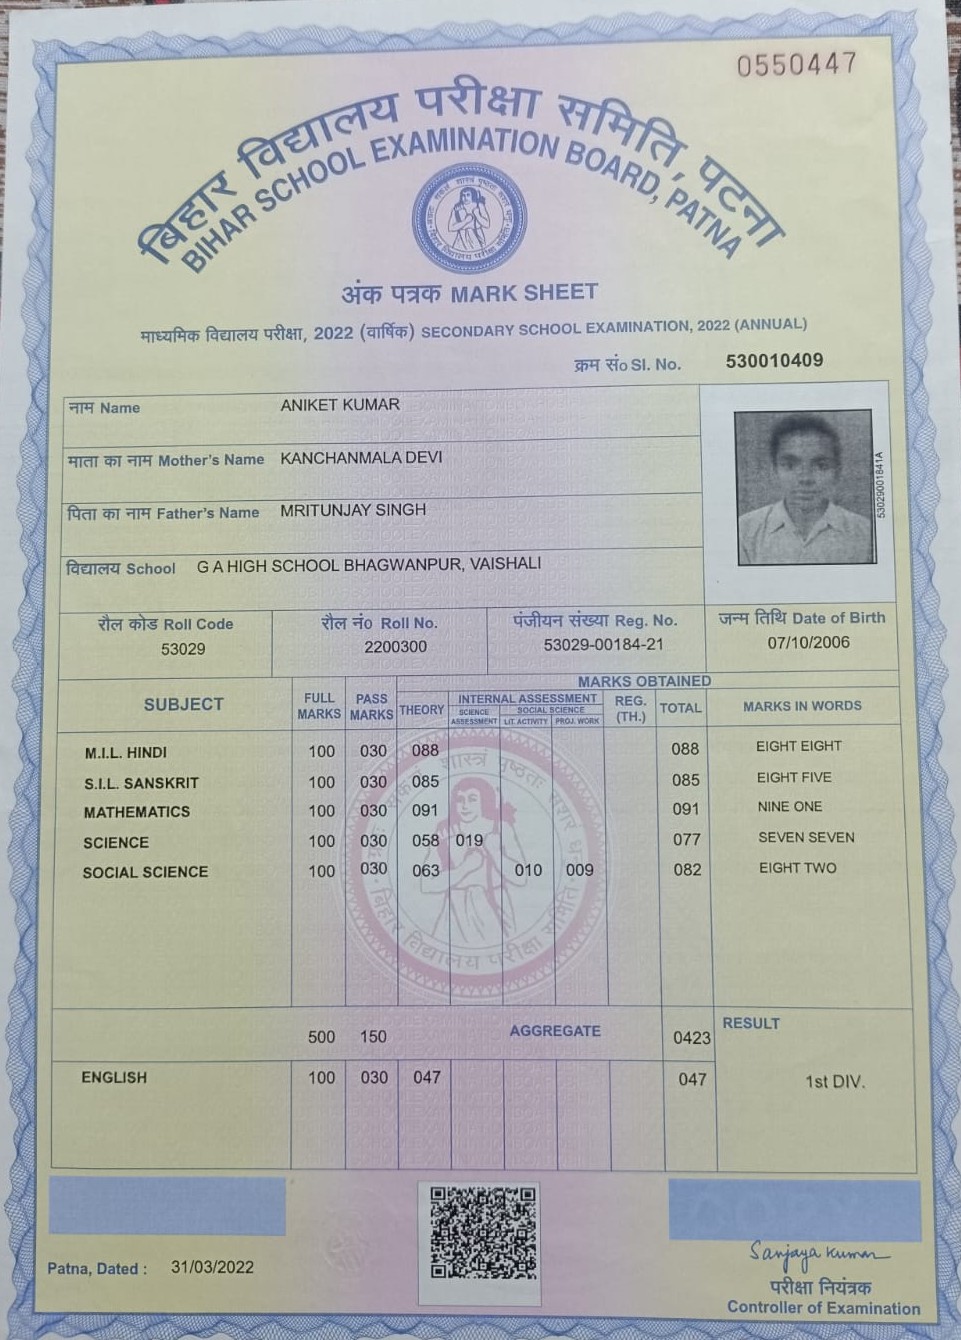 0550447
बिहार विद्यालय परीक्षा समिति, पटना
BIHAR SCHOOL EXAMINATION BOARD, PATNA
अंक पत्रक MARK SHEET
माध्यमिक विद्यालय परीक्षा, 2022 (वार्षिक) SECONDARY SCHOOL EXAMINATION, 2022 (ANNUAL)
क्रम सं० Sl. No. 530010409
नाम Name ANIKET KUMAR
माता का नाम Mother's Name KANCHANMALA DEVI
पिता का नाम Father's Name MRITUNJAY SINGH
53029001841A
विद्यालय School G A HIGH SCHOOL BHAGWANPUR, VAISHALI
रौल कोड Roll Code रौल नं० Roll No. पंजीयन संख्या Reg. No. जन्म तिथि Date of Birth
53029 2200300 53029-00184-21 07/10/2006
MARKS OBTAINED
SUBJECT FULL MARKS PASS MARKS THEORY INTERNAL ASSESSMENT REG. (TH.) TOTAL MARKS IN WORDS
SCIENCE ASSESSMENT SOCIAL SCIENCE LIT. ACTIVITY PROJ. WORK
M.I.L. HINDI 100 030 088 088 EIGHT EIGHT
S.I.L. SANSKRIT 100 030 085 085 EIGHT FIVE
MATHEMATICS 100 030 091 091 NINE ONE
SCIENCE 100 030 058 019 077 SEVEN SEVEN
SOCIAL SCIENCE 100 030 063 010 009 082 EIGHT TWO
बिहार विद्यालय परीक्षा समिति
500 150 AGGREGATE 0423 RESULT
ENGLISH 100 030 047 047 1st DIV.
Sanjaya Kumar
Patna, Dated : 31/03/2022
परीक्षा नियंत्रक
Controller of Examination